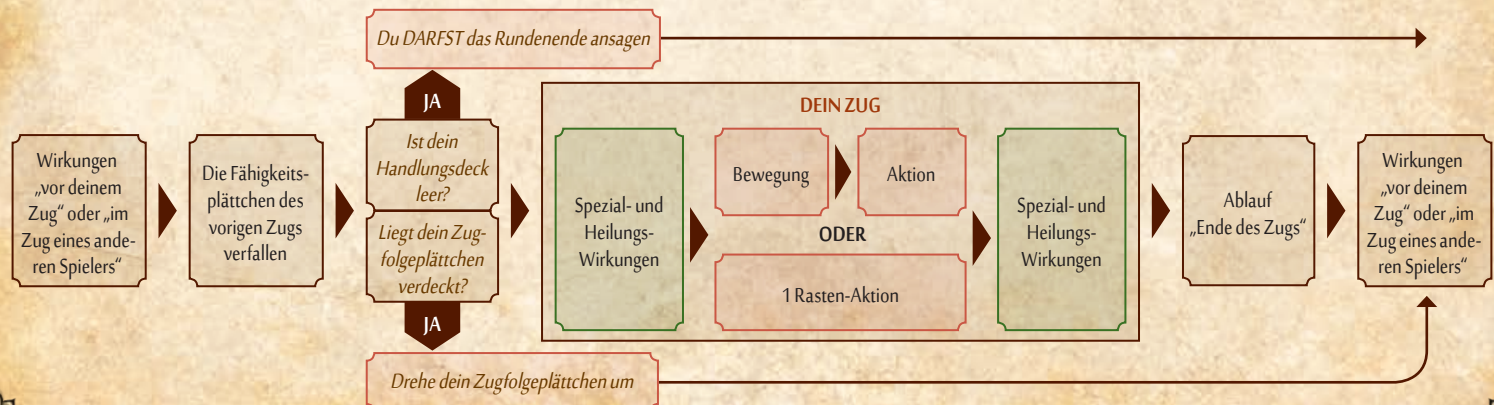 Du DARFST das Rundenende ansagen
JA
Wirkungen
„vor deinem
Zug“ oder „im
Zug eines ande-
ren Spielers“
Die Fähigkeits-
plättchen des
vorigen Zugs
verfallen
Ist dein
Handlungsdeck
leer?
Liegt dein Zug-
folgeplättchen
verdeckt?
JA
Drehe dein Zugfolgeplättchen um
DEIN ZUG
Spezial- und
Heilungs-
Wirkungen
Bewegung
Aktion
ODER
1 Rasten-Aktion
Spezial- und
Heilungs-
Wirkungen
Ablauf
„Ende des Zugs“
Wirkungen
„vor deinem
Zug“ oder „im
Zug eines ande-
ren Spielers“